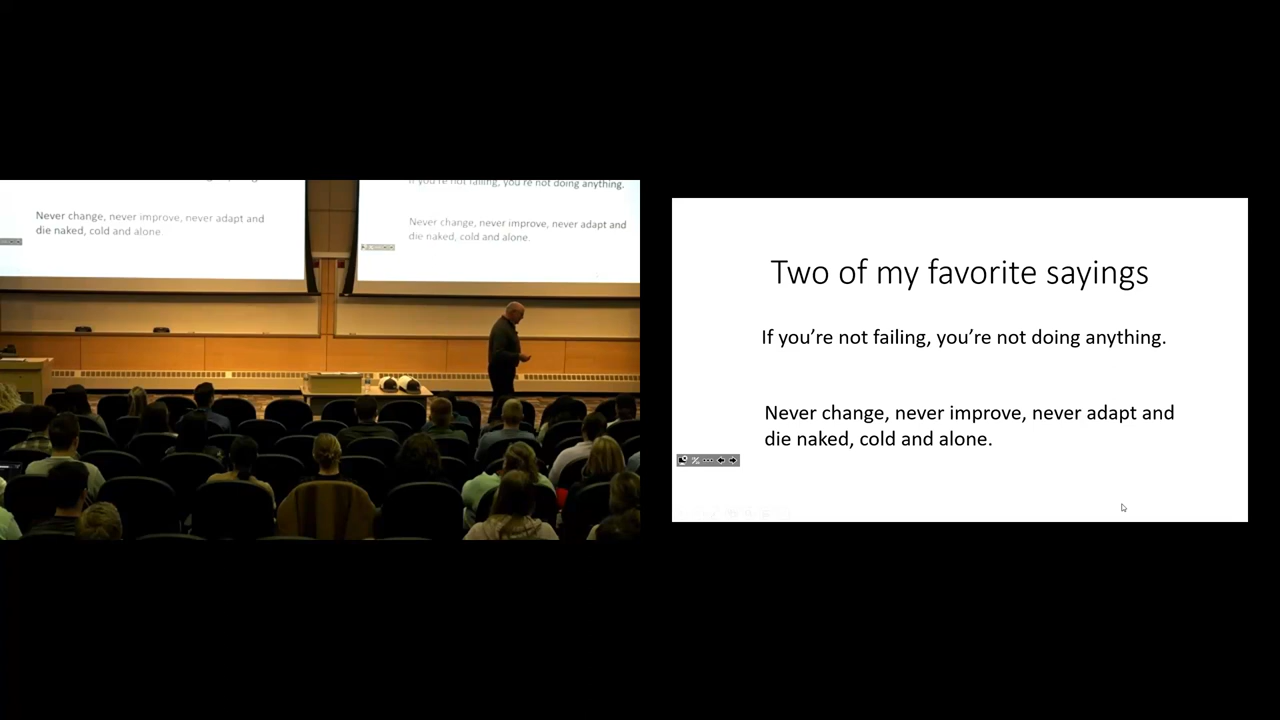 Never change, never improve, never adapt and
die naked, cold and alone.
If you're not failing, you're not doing anything.
Never change, never improve, never adapt and
die naked, cold and alone.
Two of my favorite sayings
If you’re not failing, you’re not doing anything.
Never change, never improve, never adapt and
die naked, cold and alone.